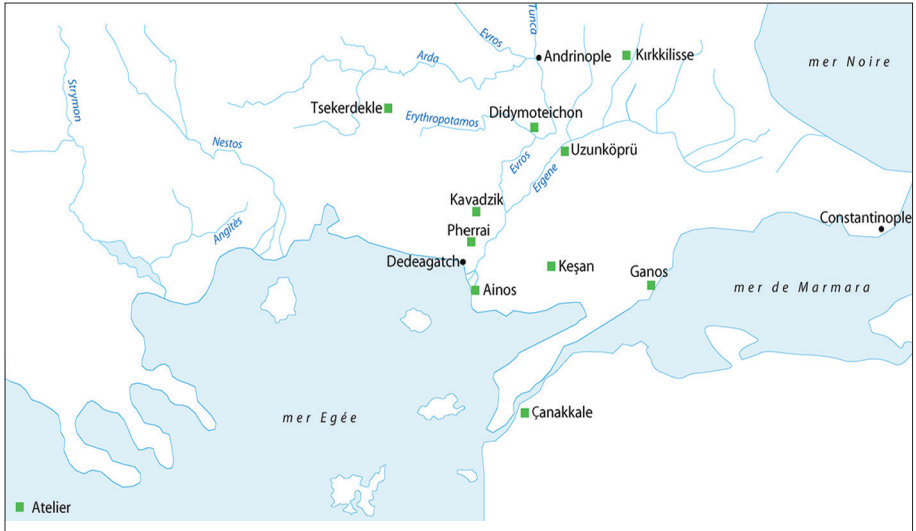 Tunca
Evros
Andrinople
Kırkkilisse
mer Noire
Arda
Strymon
Tsekerdekle
Erythropotamos
Didymoteichon
Nestos
Uzunköprü
Evros
Ergene
Kavadzik
Angitès
Pherrai
Constantinople
Dedeagatch
Keşan
Ganos
Ainos
mer de Marmara
mer Egée
Çanakkale
Atelier